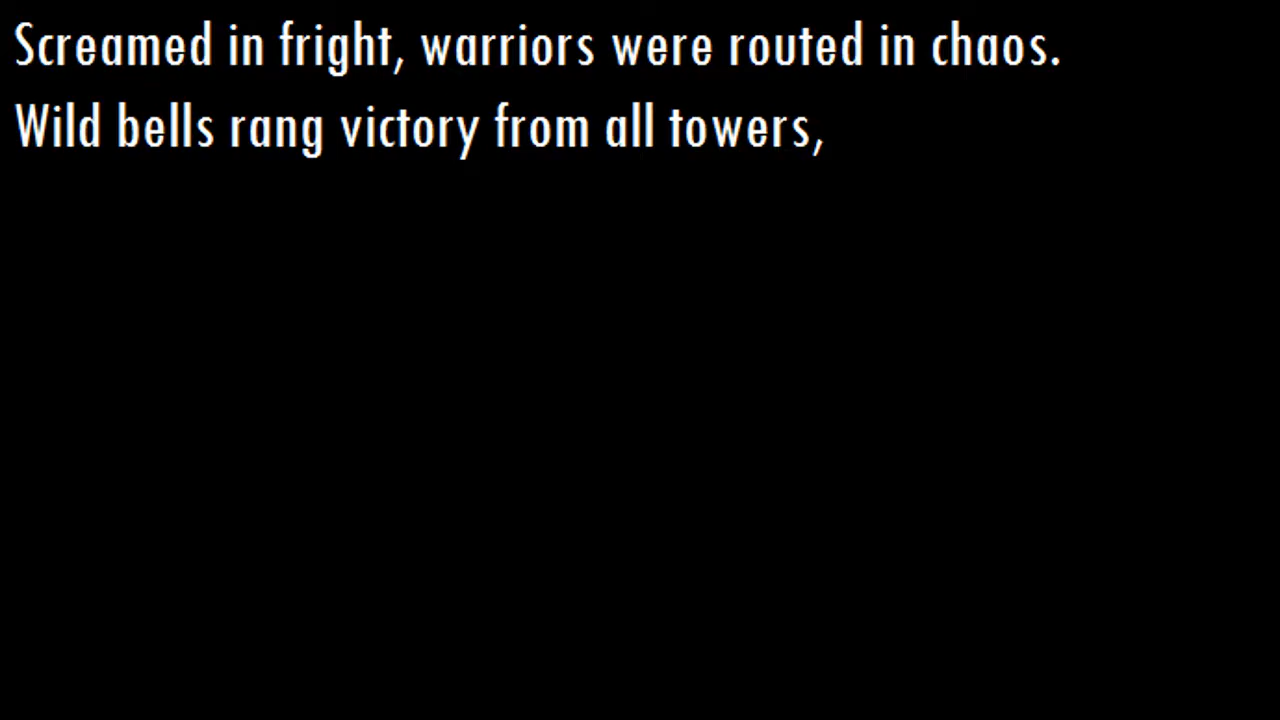 Screamed in fright, warriors were routed in chaos.
Wild bells rang victory from all towers,